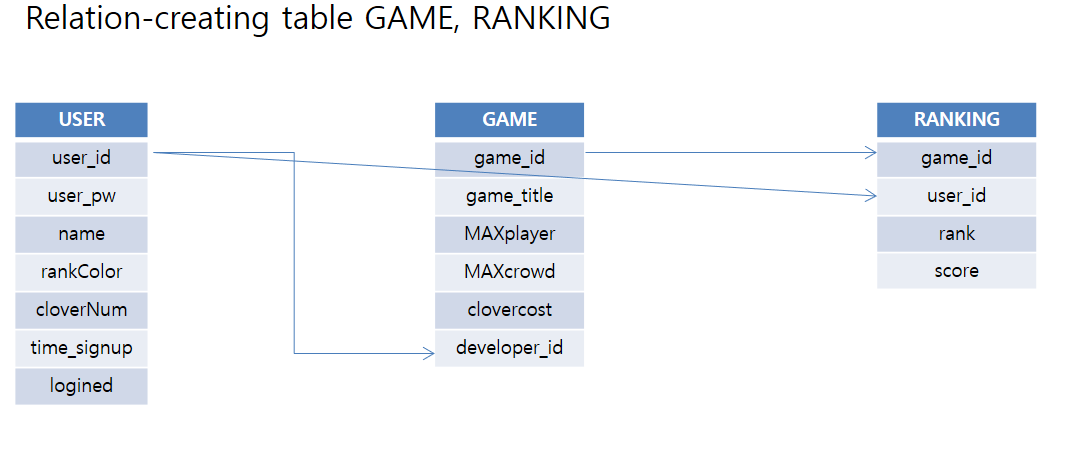 Relation-creating table GAME, RANKING
USER
user_id
user_pw
name
rankColor
cloverNum
time_signup
logined
GAME
game_id
game_title
MAXplayer
MAXcrowd
clovercost
developer_id
RANKING
game_id
user_id
rank
score